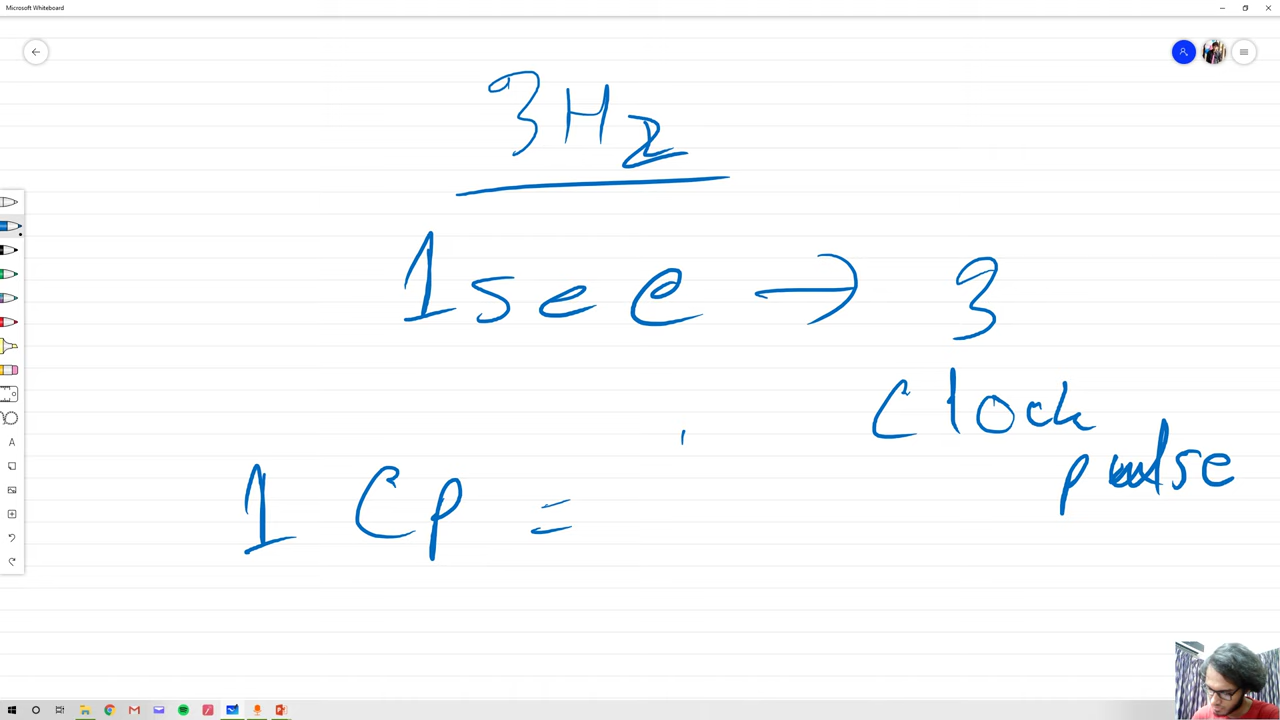 Microsoft Whiteboard
3Hz
1sec → 3
clock
pulse
1 CP =